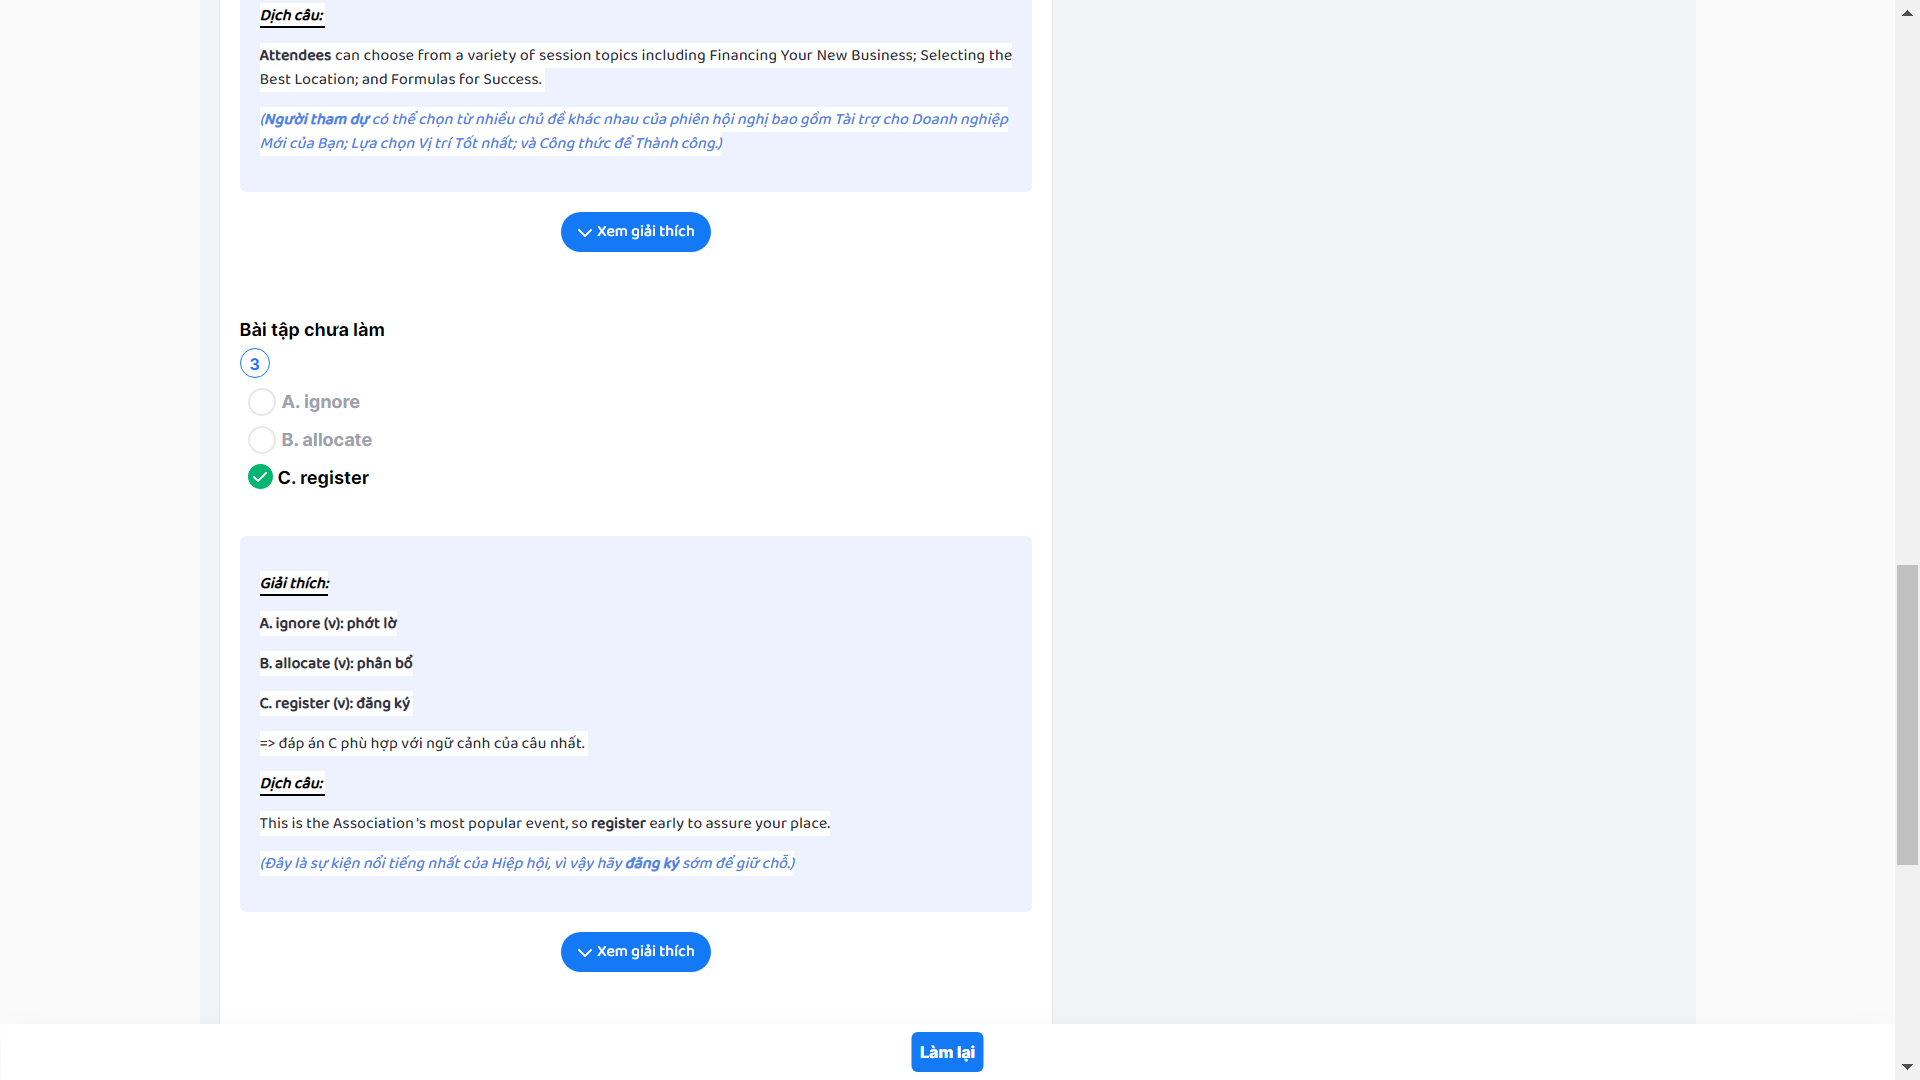 Dịch câu:
Attendees can choose from a variety of session topics including Financing Your New Business; Selecting the
Best Location; and Formulas for Success.
(Người tham dự có thể chọn từ nhiều chủ đề khác nhau của phiên hội nghị bao gồm Tài trợ cho Doanh nghiệp
Mới của Bạn; Lựa chọn Vị trí Tốt nhất; và Công thức để Thành công.)
Xem giải thích
Bài tập chưa làm
3
A. ignore
B. allocate
C. register
Giải thích:
A. ignore (v): phớt lờ
B. allocate (v): phân bổ
C. register (v): đăng ký
=> đáp án C phù hợp với ngữ cảnh của câu nhất.
Dịch câu:
This is the Association's most popular event, so register early to assure your place.
(Đây là sự kiện nổi tiếng nhất của Hiệp hội, vì vậy hãy đăng ký sớm để giữ chỗ.)
Xem giải thích
Làm lại